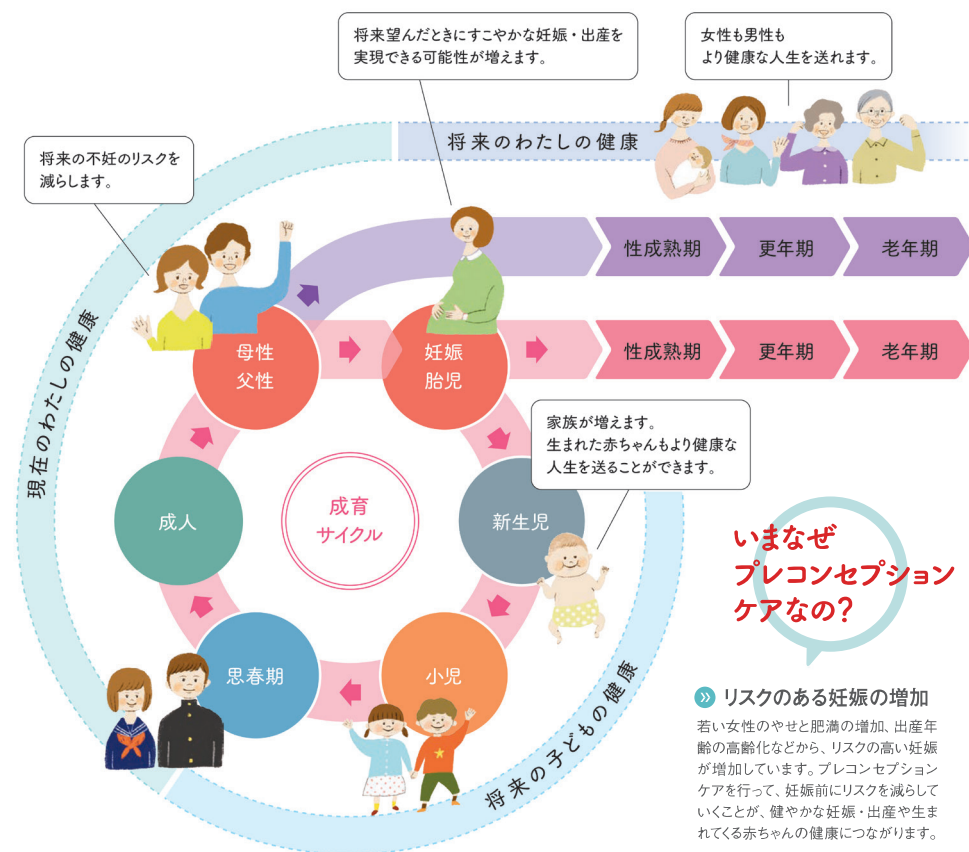 将来望んだときにすこやかな妊娠・出産を
実現できる可能性が増えます。
女性も男性も
より健康な人生を送れます。
将来のわたしの健康
将来の不妊のリスクを
減らします。
性成熟期
更年期
老年期
母性
父性
妊娠
胎児
性成熟期
更年期
老年期
現在のわたしの健康
家族が増えます。
生まれた赤ちゃんもより健康な
人生を送ることができます。
成人
成育
サイクル
新生児
思春期
小児
将来の子どもの健康
いまなぜ
プレコンセプション
ケアなの?
» リスクのある妊娠の増加
若い女性のやせと肥満の増加、出産年
齢の高齢化などから、リスクの高い妊娠
が増加しています。プレコンセプション
ケアを行って、妊娠前にリスクを減らして
いくことが、健やかな妊娠・出産や生ま
れてくる赤ちゃんの健康につながります。